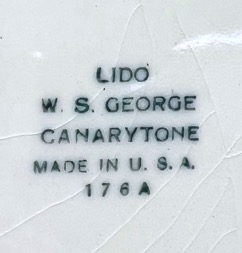 LIDO
W. S. GEORGE
CANARYTONE
MADE IN U. S. A.
176A